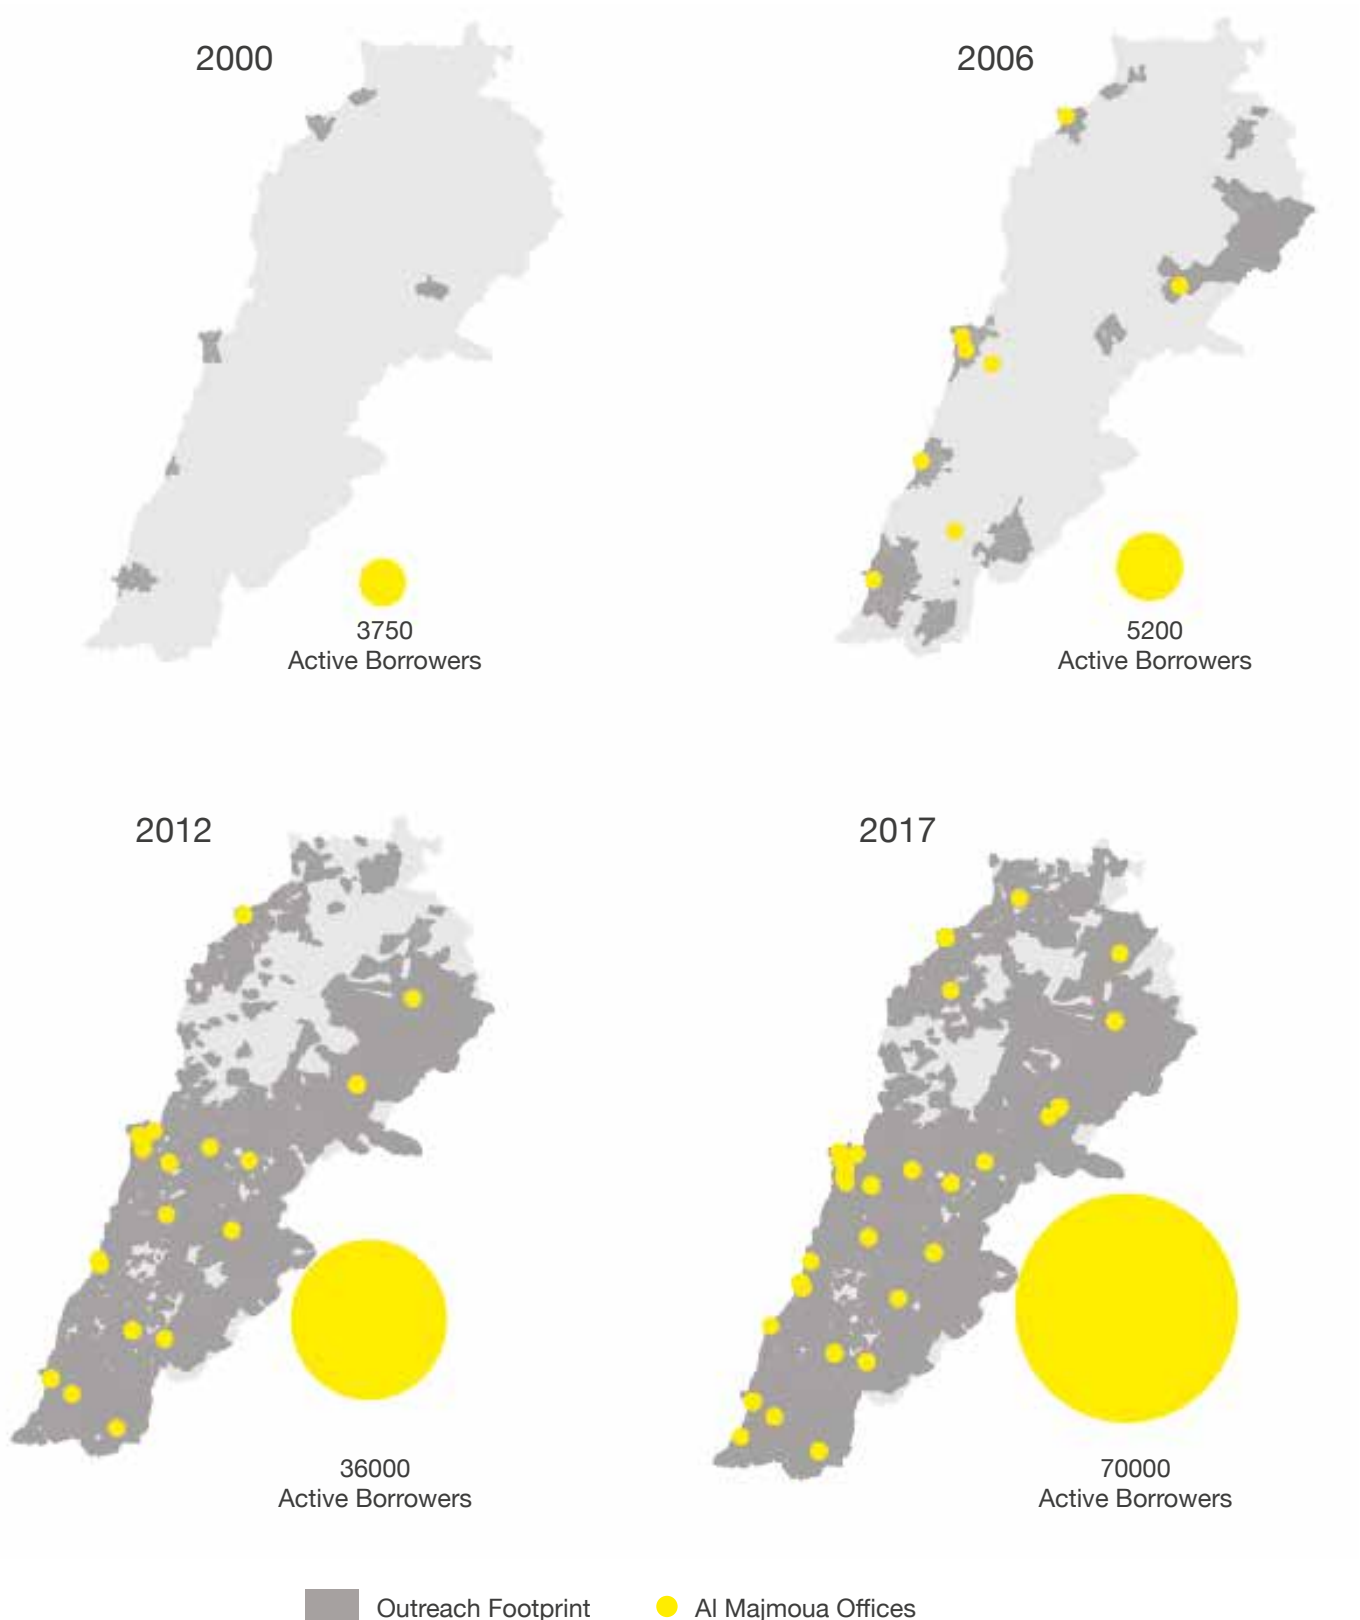 2000
2006
3750
Active Borrowers
5200
Active Borrowers
2012
2017
36000
Active Borrowers
70000
Active Borrowers
Outreach Footprint
Al Majmoua Offices